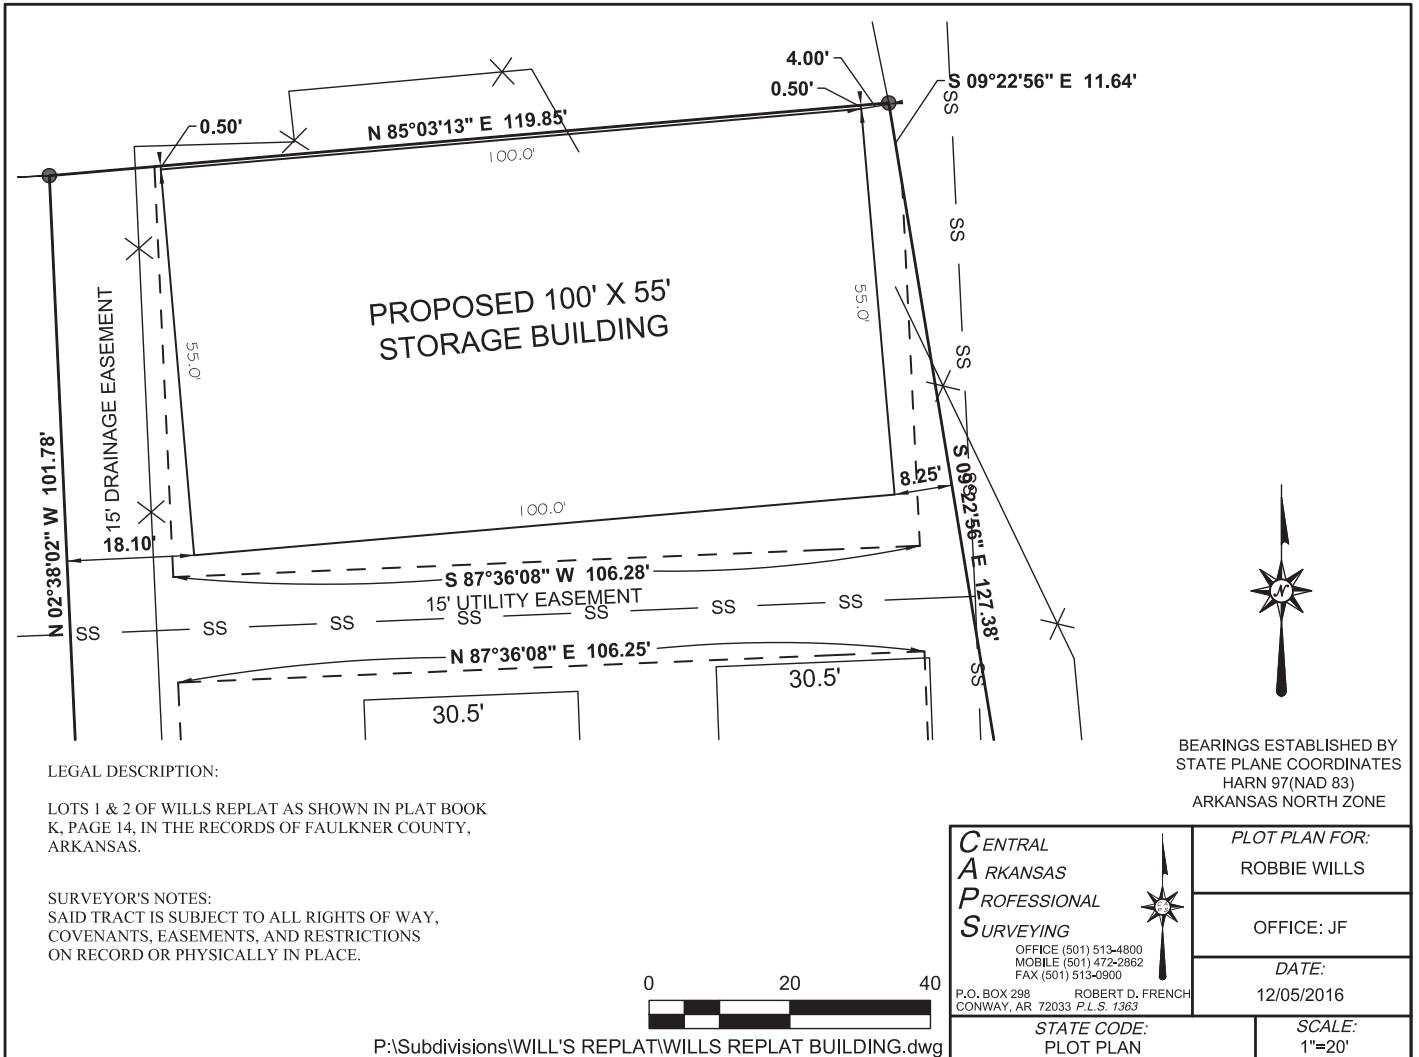 4.00'
0.50'
S 09°22'56" E 11.64'
0.50'
N 85°03'13" E 119.85'
100.0'
SS
SS
SS
PROPOSED 100' X 55'
STORAGE BUILDING
55.0'
55.0'
15' DRAINAGE EASEMENT
N 02°38'02" W 101.78'
8.25'
S 09°22'56" E 127.38'
SS
100.0'
18.10'
S 87°36'08" W 106.28'
15' UTILITY EASEMENT
SS SS SS SS SS SS SS
N 87°36'08" E 106.25'
SS
30.5'
30.5'
N
BEARINGS ESTABLISHED BY
STATE PLANE COORDINATES
HARN 97(NAD 83)
ARKANSAS NORTH ZONE
LEGAL DESCRIPTION:
LOTS 1 & 2 OF WILLS REPLAT AS SHOWN IN PLAT BOOK
K, PAGE 14, IN THE RECORDS OF FAULKNER COUNTY,
ARKANSAS.
SURVEYOR'S NOTES:
SAID TRACT IS SUBJECT TO ALL RIGHTS OF WAY,
COVENANTS, EASEMENTS, AND RESTRICTIONS
ON RECORD OR PHYSICALLY IN PLACE.
0 20 40
P:\Subdivisions\WILL'S REPLAT\WILLS REPLAT BUILDING.dwg
CENTRAL
ARKANSAS
PROFESSIONAL
SURVEYING
OFFICE (501) 513-4800
MOBILE (501) 472-2862
FAX (501) 513-0900
P.O. BOX 298 ROBERT D. FRENCH
CONWAY, AR 72033 P.L.S. 1363
PLOT PLAN FOR:
ROBBIE WILLS
OFFICE: JF
DATE:
12/05/2016
STATE CODE:
PLOT PLAN
SCALE:
1"=20'